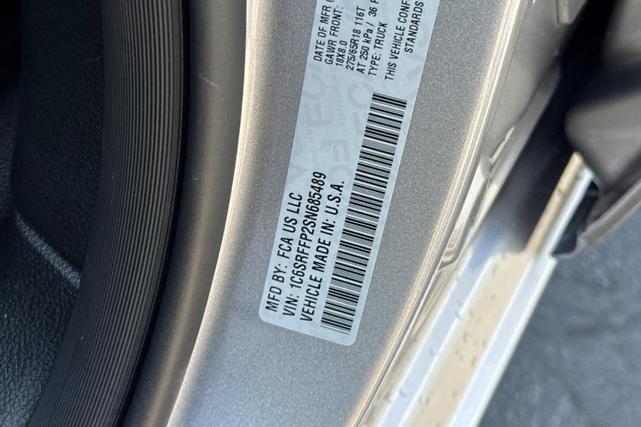 MFD BY: FCA US LLC
VIN: 1C6SRFFP2SN685489
VEHICLE MADE IN: U.S.A.
DATE OF MFR
GAWR FRONT:
18X8.0
275/65R18 116T
AT 250 kPa / 36
TYPE: TRUCK
THIS VEHICLE CONF
STANDARDS